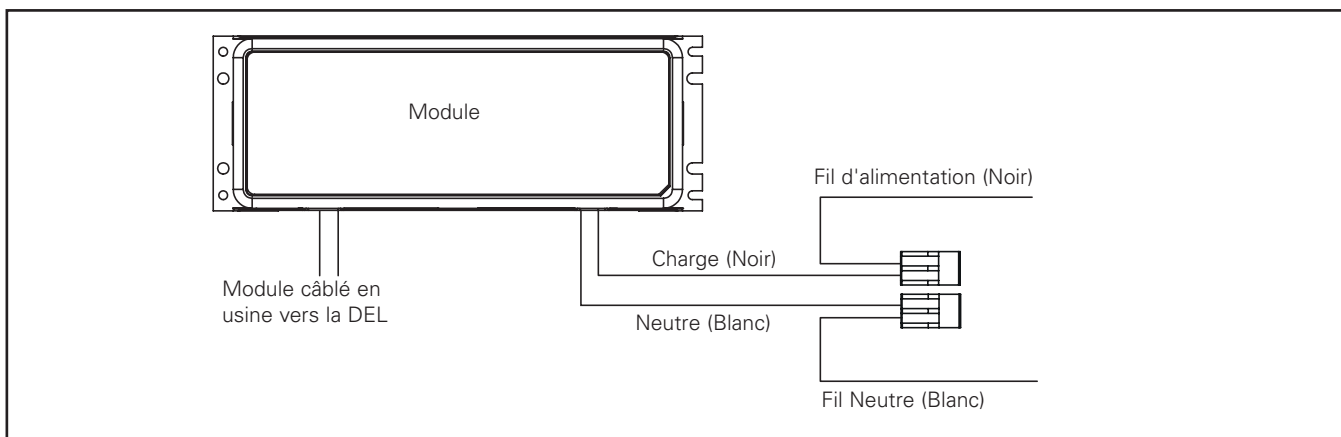 Module
Fil d'alimentation (Noir)
Charge (Noir)
Module câblé en
usine vers la DEL
Neutre (Blanc)
Fil Neutre (Blanc)